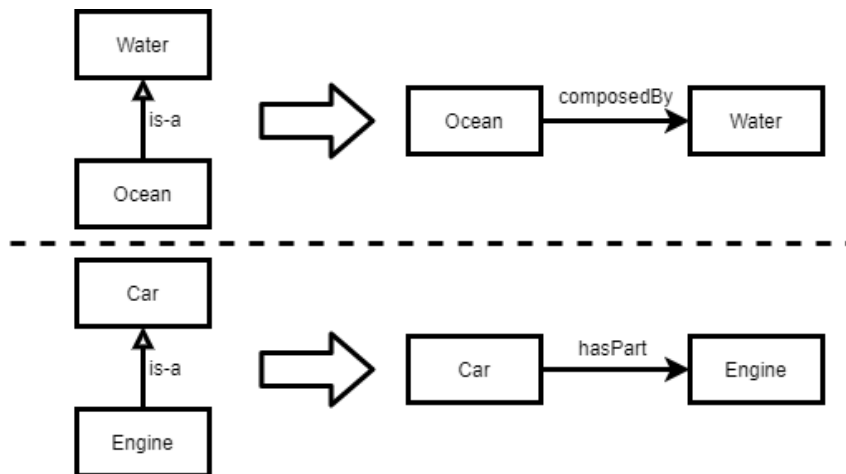 Water
is-a
Ocean
Ocean
composedBy
Water
Car
is-a
Engine
Car
hasPart
Engine